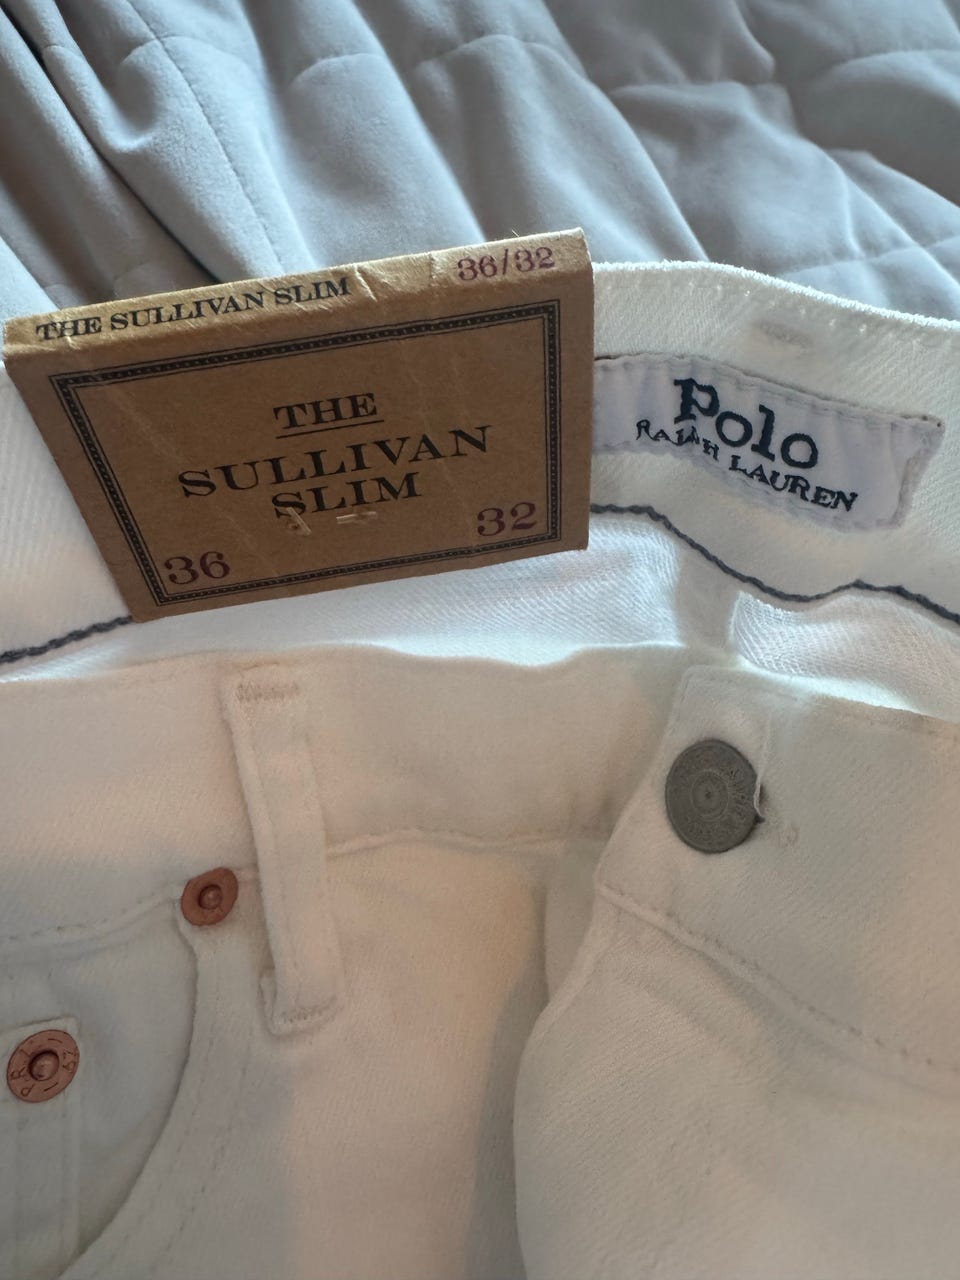 THE SULLIVAN SLIM 36/32
THE
SULLIVAN
SLIM
36 32
Polo
RALPH LAUREN